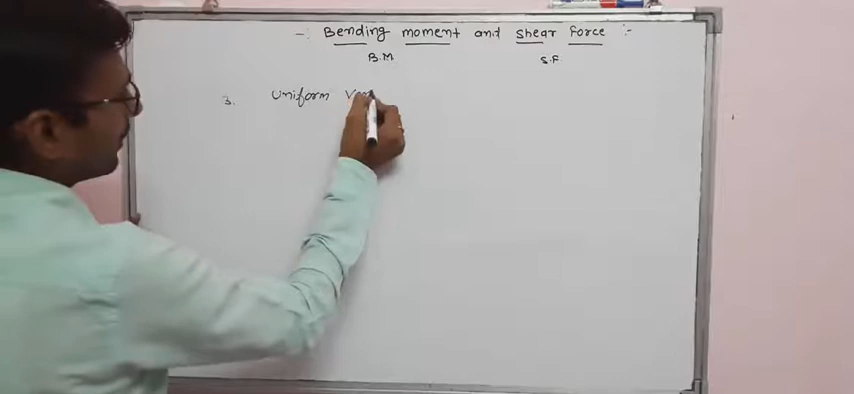 -: Bending moment and shear force :-
B.M S.F.
3. Uniform